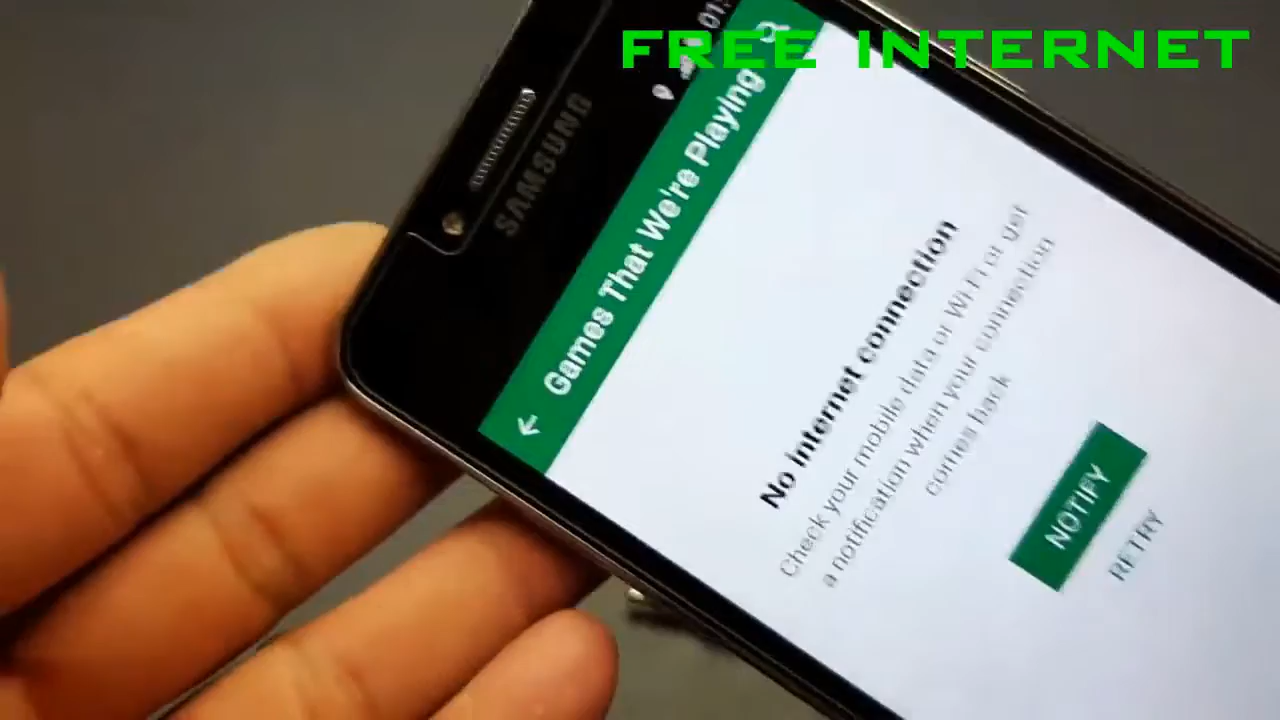 FREE INTERNET
SAMSUNG
Games That We're Playing
No internet connection
Check your mobile data or Wi-Fi or get
a notification when your connection
comes back
NOTIFY
RETRY